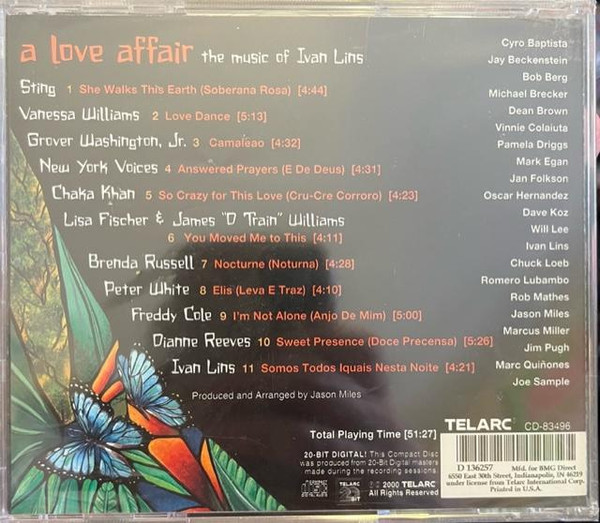 a love affair the music of Ivan Lins
Sting 1 She Walks This Earth (Soberana Rosa) [4:44]
Vanessa Williams 2 Love Dance [5:13]
Grover Washington, Jr. 3 Camaleao [4:32]
New York Voices 4 Answered Prayers (E De Deus) [4:31]
Chaka Khan 5 So Crazy for This Love (Cru-Cre Corroro) [4:23]
Lisa Fischer & James "D Train" Williams
6 You Moved Me to This [4:11]
Brenda Russell 7 Nocturne (Noturna) [4:28]
Peter White 8 Elis (Leva E Traz) [4:10]
Freddy Cole 9 I'm Not Alone (Anjo De Mim) [5:00]
Dianne Reeves 10 Sweet Presence (Doce Precensa) [5:26]
Ivan Lins 11 Somos Todos Iquais Nesta Noite [4:21]
Produced and Arranged by Jason Miles
Cyro Baptista
Jay Beckenstein
Bob Berg
Michael Brecker
Dean Brown
Vinnie Colaiuta
Pamela Driggs
Mark Egan
Jan Folkson
Oscar Hernandez
Dave Koz
Will Lee
Ivan Lins
Chuck Loeb
Romero Lubambo
Rob Mathes
Jason Miles
Marcus Miller
Jim Pugh
Marc Quiñones
Joe Sample
Total Playing Time [51:27]
20-BIT DIGITAL! This Compact Disc
was produced from 20-Bit Digital masters
made during the recording sessions.
© 2000 TELARC
All Rights Reserved
TELARC CD-83496
D 136257 Mfd. for BMG Direct
6550 East 30th Street, Indianapolis, IN 46219
under license from Telarc International Corp.
Printed in U.S.A.